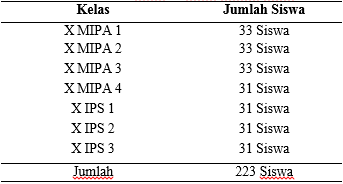 Kelas Jumlah Siswa
X MIPA 1 33 Siswa
X MIPA 2 33 Siswa
X MIPA 3 33 Siswa
X MIPA 4 31 Siswa
X IPS 1 31 Siswa
X IPS 2 31 Siswa
X IPS 3 31 Siswa
Jumlah 223 Siswa